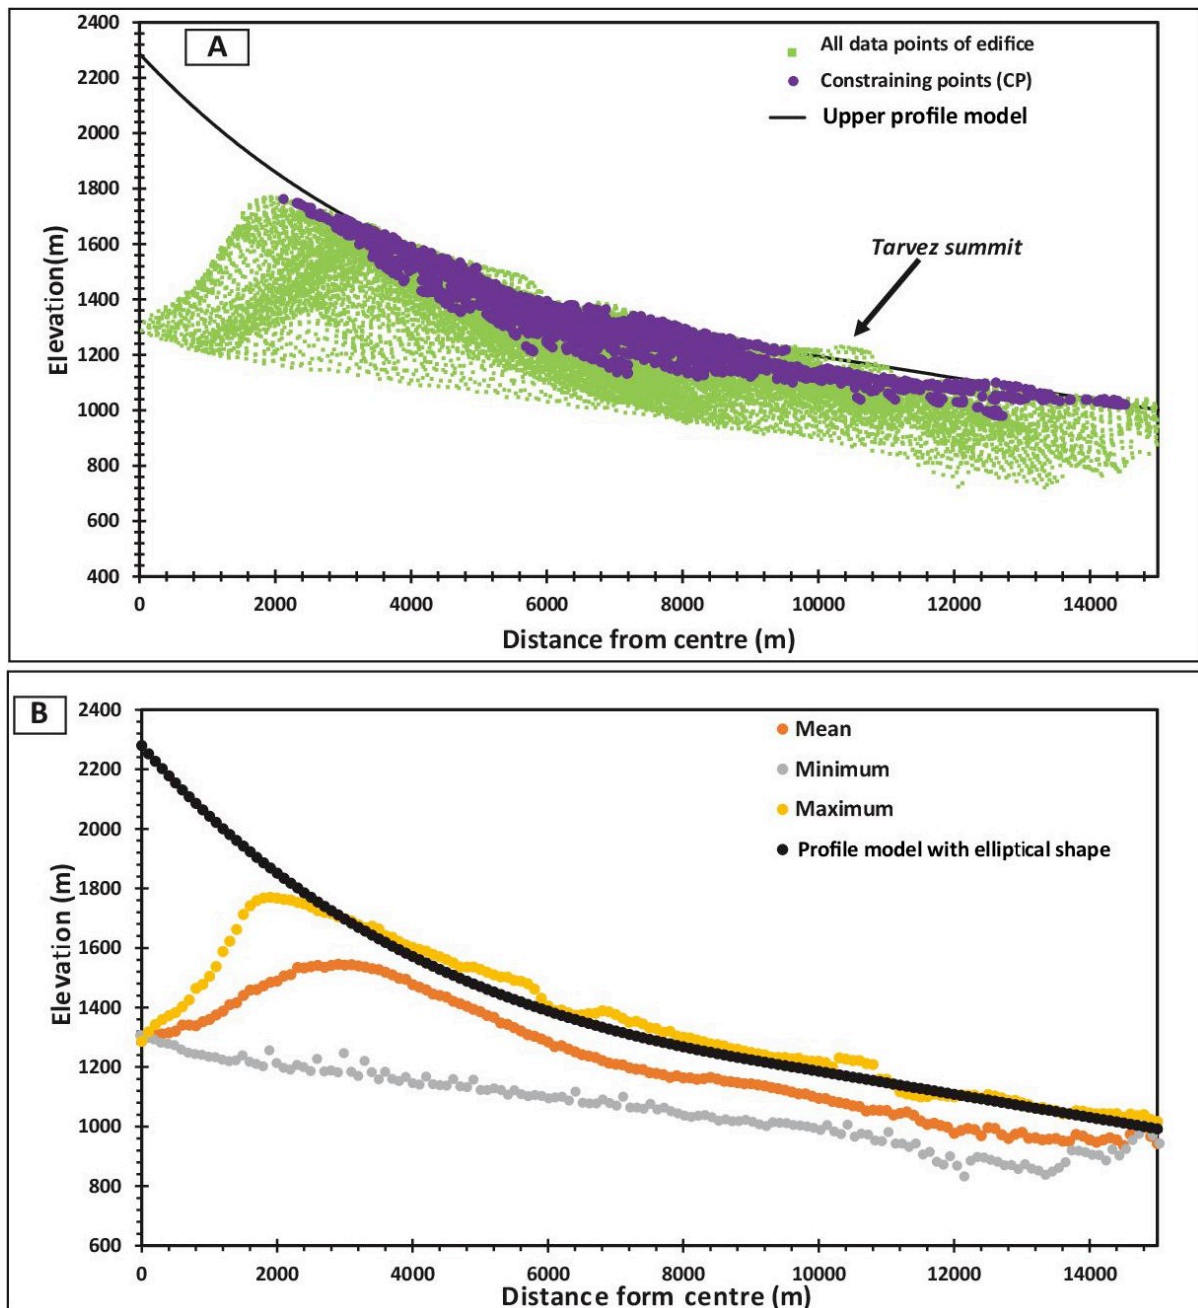 A
2400
2200
2000
1800
1600
1400
1200
1000
800
600
400
Elevation(m)
All data points of edifice
Constraining points (CP)
Upper profile model
Tarvez summit
0 2000 4000 6000 8000 10000 12000 14000
Distance from centre (m)
B
2400
2200
2000
1800
1600
1400
1200
1000
800
600
Elevation (m)
Mean
Minimum
Maximum
Profile model with elliptical shape
0 2000 4000 6000 8000 10000 12000 14000
Distance form centre (m)